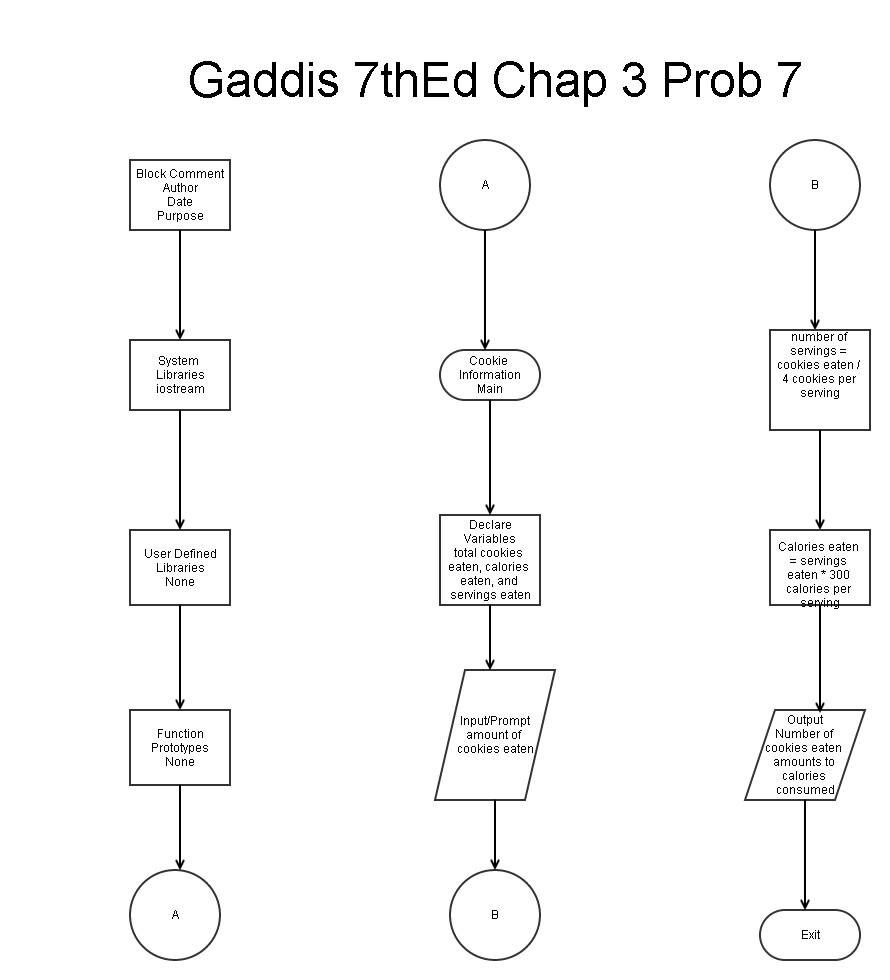 Gaddis 7thEd Chap 3 Prob 7
Block Comment
Author
Date
Purpose
System
Libraries
iostream
User Defined
Libraries
None
Function
Prototypes
None
A
A
Cookie
Information
Main
Declare
Variables
total cookies
eaten, calories
eaten, and
servings eaten
Input/Prompt
amount of
cookies eaten
B
B
number of
servings =
cookies eaten /
4 cookies per
serving
Calories eaten
= servings
eaten * 300
calories per
serving
Output
Number of
cookies eaten
amounts to
calories
consumed
Exit